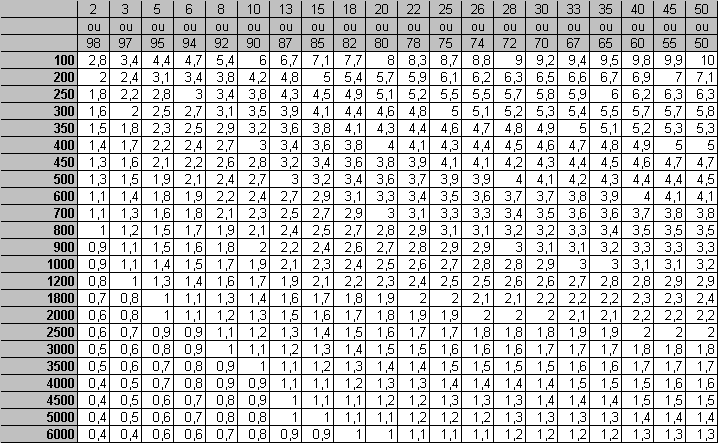 2 3 5 6 8 10 13 15 18 20 22 25 26 28 30 33 35 40 45 50
ou ou ou ou ou ou ou ou ou ou ou ou ou ou ou ou ou ou ou ou
98 97 95 94 92 90 87 85 82 80 78 75 74 72 70 67 65 60 55 50
100 2,8 3,4 4,4 4,7 5,4 6 6,7 7,1 7,7 8 8,3 8,7 8,8 9 9,2 9,4 9,5 9,8 9,9 10
200 2 2,4 3,1 3,4 3,8 4,2 4,8 5 5,4 5,7 5,9 6,1 6,2 6,3 6,5 6,6 6,7 6,9 7 7,1
250 1,8 2,2 2,8 3 3,4 3,8 4,3 4,5 4,9 5,1 5,2 5,5 5,5 5,7 5,8 5,9 6 6,2 6,3 6,3
300 1,6 2 2,5 2,7 3,1 3,5 3,9 4,1 4,4 4,6 4,8 5 5,1 5,2 5,3 5,4 5,5 5,7 5,7 5,8
350 1,5 1,8 2,3 2,5 2,9 3,2 3,6 3,8 4,1 4,3 4,4 4,6 4,7 4,8 4,9 5 5,1 5,2 5,3 5,3
400 1,4 1,7 2,2 2,4 2,7 3 3,4 3,6 3,8 4 4,1 4,3 4,4 4,5 4,6 4,7 4,8 4,9 5 5
450 1,3 1,6 2,1 2,2 2,6 2,8 3,2 3,4 3,6 3,8 3,9 4,1 4,1 4,2 4,3 4,4 4,5 4,6 4,7 4,7
500 1,3 1,5 1,9 2,1 2,4 2,7 3 3,2 3,4 3,6 3,7 3,9 3,9 4 4,1 4,2 4,3 4,4 4,4 4,5
600 1,1 1,4 1,8 1,9 2,2 2,4 2,7 2,9 3,1 3,3 3,4 3,5 3,6 3,7 3,7 3,8 3,9 4 4,1 4,1
700 1,1 1,3 1,6 1,8 2,1 2,3 2,5 2,7 2,9 3 3,1 3,3 3,3 3,4 3,5 3,6 3,6 3,7 3,8 3,8
800 1 1,2 1,5 1,7 1,9 2,1 2,4 2,5 2,7 2,8 2,9 3,1 3,1 3,2 3,2 3,3 3,4 3,5 3,5 3,5
900 0,9 1,1 1,5 1,6 1,8 2 2,2 2,4 2,6 2,7 2,8 2,9 2,9 3 3,1 3,1 3,2 3,3 3,3 3,3
1000 0,9 1,1 1,4 1,5 1,7 1,9 2,1 2,3 2,4 2,5 2,6 2,7 2,8 2,8 2,9 3 3 3,1 3,1 3,2
1200 0,8 1 1,3 1,4 1,6 1,7 1,9 2,1 2,2 2,3 2,4 2,5 2,5 2,6 2,6 2,7 2,8 2,8 2,9 2,9
1800 0,7 0,8 1 1,1 1,3 1,4 1,6 1,7 1,8 1,9 2 2 2,1 2,1 2,2 2,2 2,2 2,3 2,3 2,4
2000 0,6 0,8 1 1,1 1,2 1,3 1,5 1,6 1,7 1,8 1,9 1,9 2 2 2 2,1 2,1 2,2 2,2 2,2
2500 0,6 0,7 0,9 0,9 1,1 1,2 1,3 1,4 1,5 1,6 1,7 1,7 1,8 1,8 1,8 1,9 1,9 2 2 2
3000 0,5 0,6 0,8 0,9 1 1,1 1,2 1,3 1,4 1,5 1,5 1,6 1,6 1,6 1,7 1,7 1,7 1,8 1,8 1,8
3500 0,5 0,6 0,7 0,8 0,9 1 1,1 1,2 1,3 1,4 1,4 1,5 1,5 1,5 1,5 1,6 1,6 1,7 1,7 1,7
4000 0,4 0,5 0,7 0,8 0,9 0,9 1,1 1,1 1,2 1,3 1,3 1,4 1,4 1,4 1,4 1,5 1,5 1,5 1,6 1,6
4500 0,4 0,5 0,6 0,7 0,8 0,9 1 1,1 1,1 1,2 1,2 1,3 1,3 1,3 1,4 1,4 1,4 1,5 1,5 1,5
5000 0,4 0,5 0,6 0,7 0,8 0,8 1 1 1,1 1,1 1,2 1,2 1,2 1,3 1,3 1,3 1,3 1,4 1,4 1,4
6000 0,4 0,4 0,6 0,6 0,7 0,8 0,9 0,9 1 1 1,1 1,1 1,1 1,2 1,2 1,2 1,2 1,3 1,3 1,3